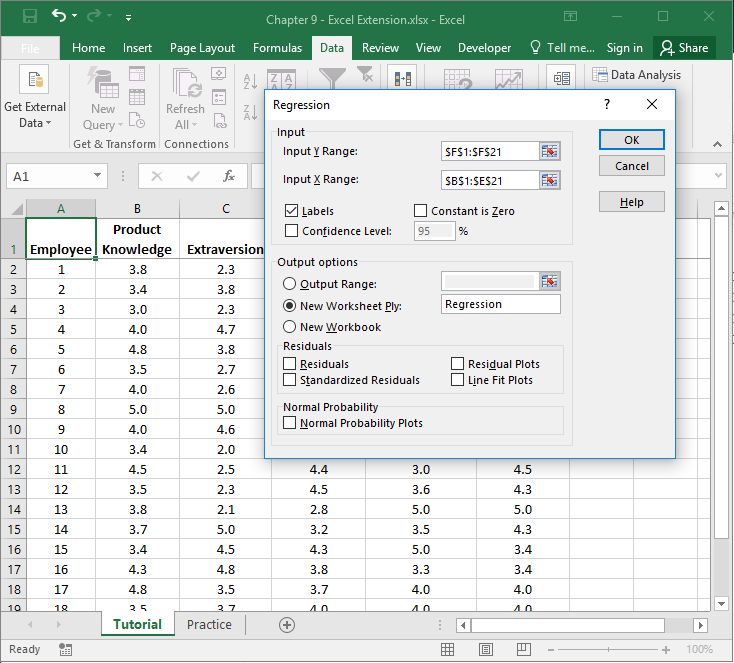 Chapter 9 - Excel Extension.xlsx - Excel
File Home Insert Page Layout Formulas Data Review View Developer Tell me... Sign in Share
Get External
Data
New
Query
Get & Transform
Refresh
All
Connections
Data Analysis
A1
fx
A B C
1 Employee Product
Knowledge Extraversion
2 1 3.8 2.3
3 2 3.4 3.8
4 3 3.0 2.3
5 4 4.0 4.7
6 5 4.8 3.8
7 6 3.5 2.7
8 7 4.0 2.6
9 8 5.0 5.0
10 9 4.0 4.6
11 10 3.4 2.0
12 11 4.5 2.5 4.4 3.0 4.5
13 12 3.5 2.3 4.5 3.6 4.3
14 13 3.8 2.1 2.8 5.0 5.0
15 14 3.7 5.0 3.2 3.5 4.3
16 15 3.4 4.5 4.3 5.0 3.4
17 16 4.3 4.8 3.8 3.3 3.4
18 17 4.8 3.5 3.7 4.0 4.0
19 18 3.5 3.7 4.0 4.0 4.0
Regression ?
Input
Input Y Range: $F$1:$F$21
Input X Range: $B$1:$E$21
Labels Constant is Zero
Confidence Level: 95 %
OK
Cancel
Help
Output options
Output Range:
New Worksheet Ply: Regression
New Workbook
Residuals
Residuals Residual Plots
Standardized Residuals Line Fit Plots
Normal Probability
Normal Probability Plots
Tutorial Practice
Ready 100%